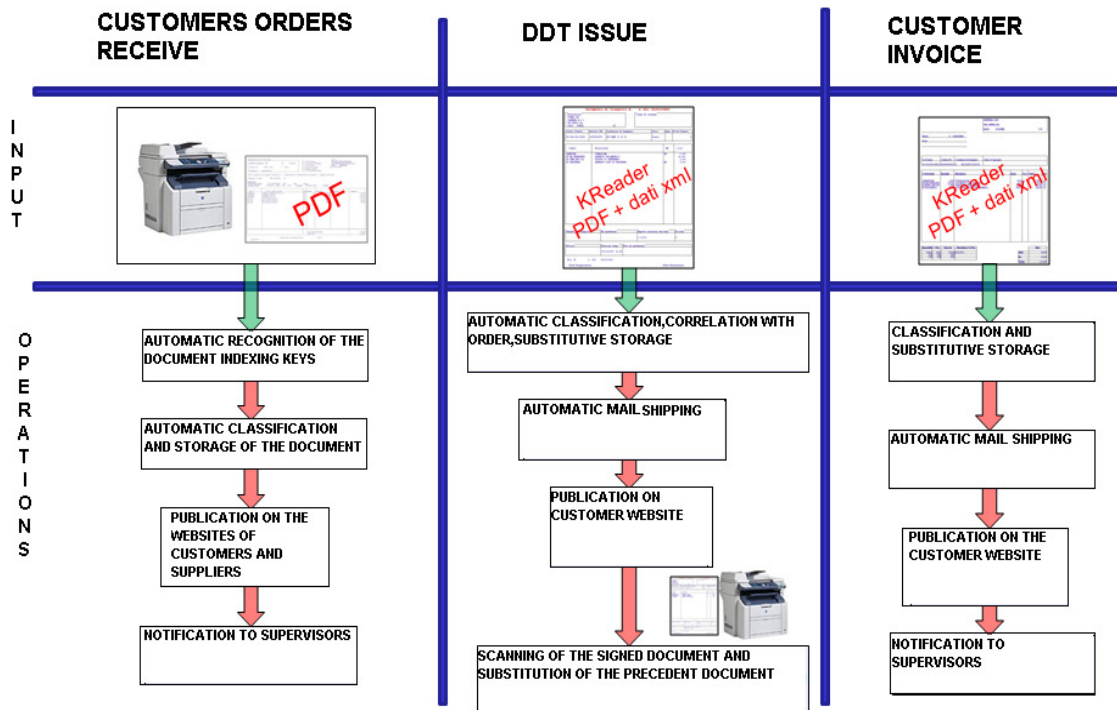 CUSTOMERS ORDERS
RECEIVE
DDT ISSUE
CUSTOMER
INVOICE
INPUT
PDF
KReader
PDF + dati xml
KReader
PDF + dati xml
OPERATIONS
AUTOMATIC RECOGNITION OF THE
DOCUMENT INDEXING KEYS
AUTOMATIC CLASSIFICATION
AND STORAGE OF THE DOCUMENT
PUBLICATION ON THE
WEBSITES OF
CUSTOMERS AND
SUPPLIERS
NOTIFICATION TO SUPERVISORS
AUTOMATIC CLASSIFICATION,CORRELATION WITH
ORDER,SUBSTITUTIVE STORAGE
AUTOMATIC MAIL SHIPPING
PUBLICATION ON
CUSTOMER WEBSITE
SCANNING OF THE SIGNED DOCUMENT AND
SUBSTITUTION OF THE PRECEDENT DOCUMENT
CLASSIFICATION AND
SUBSTITUTIVE STORAGE
AUTOMATIC MAIL SHIPPING
PUBLICATION ON THE
CUSTOMER WEBSITE
NOTIFICATION TO
SUPERVISORS